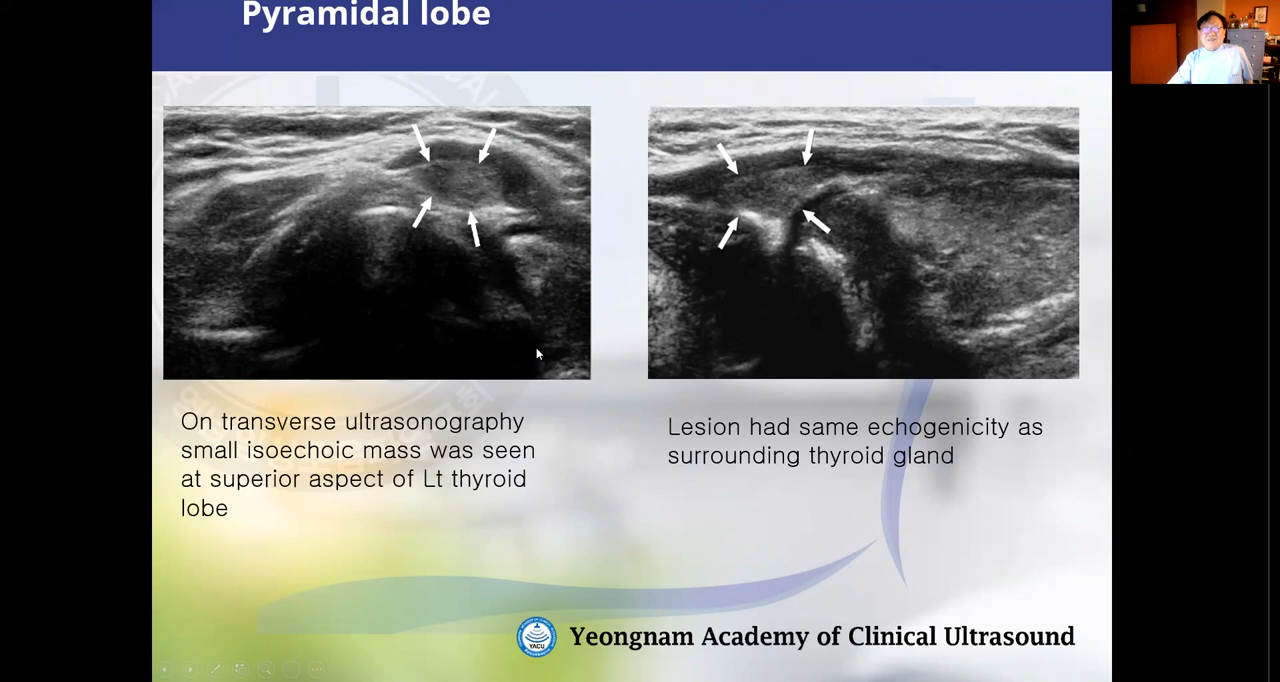 Pyramidal lobe
On transverse ultrasonography
small isoechoic mass was seen
at superior aspect of Lt thyroid
lobe
Lesion had same echogenicity as
surrounding thyroid gland
YACU
Yeongnam Academy of Clinical Ultrasound